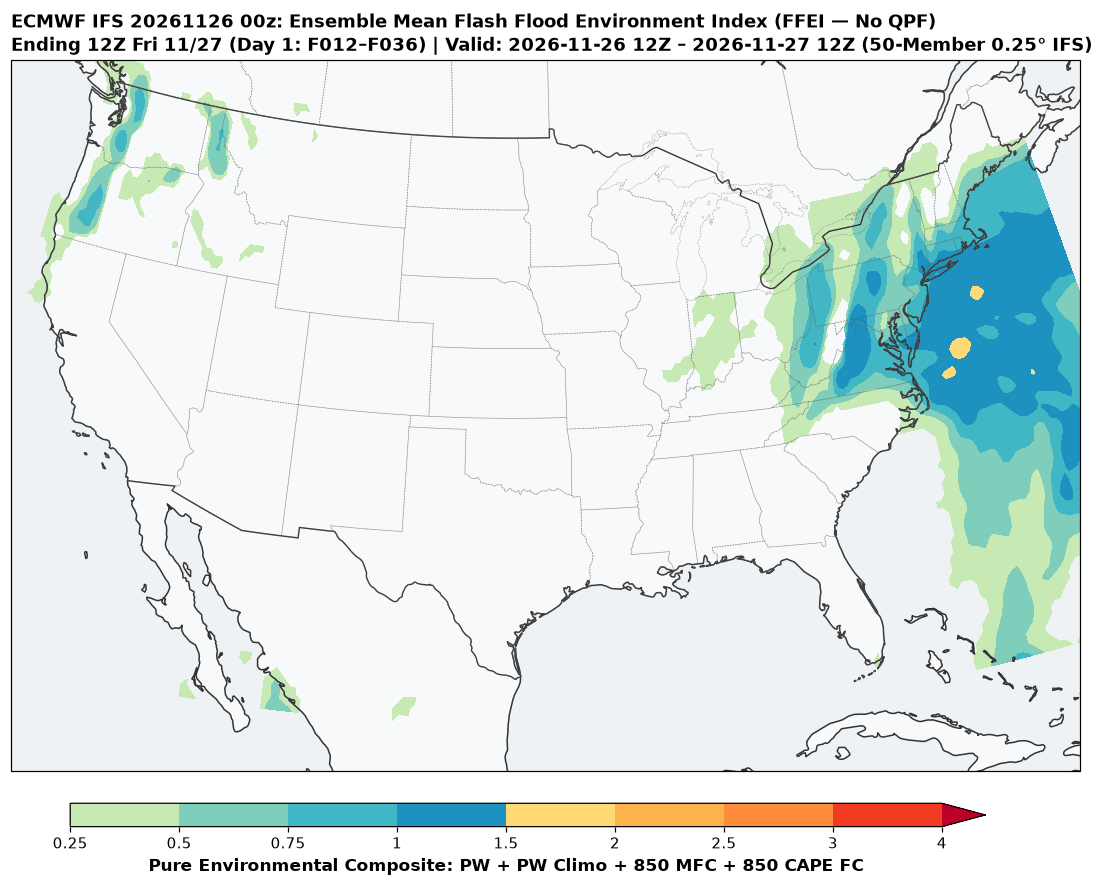 ECMWF IFS 20261126 00z: Ensemble Mean Flash Flood Environment Index (FFEI — No QPF)
Ending 12Z Fri 11/27 (Day 1: F012–F036) | Valid: 2026-11-26 12Z – 2026-11-27 12Z (50-Member 0.25° IFS)
0.25 0.5 0.75 1 1.5 2 2.5 3 4
Pure Environmental Composite: PW + PW Climo + 850 MFC + 850 CAPE FC